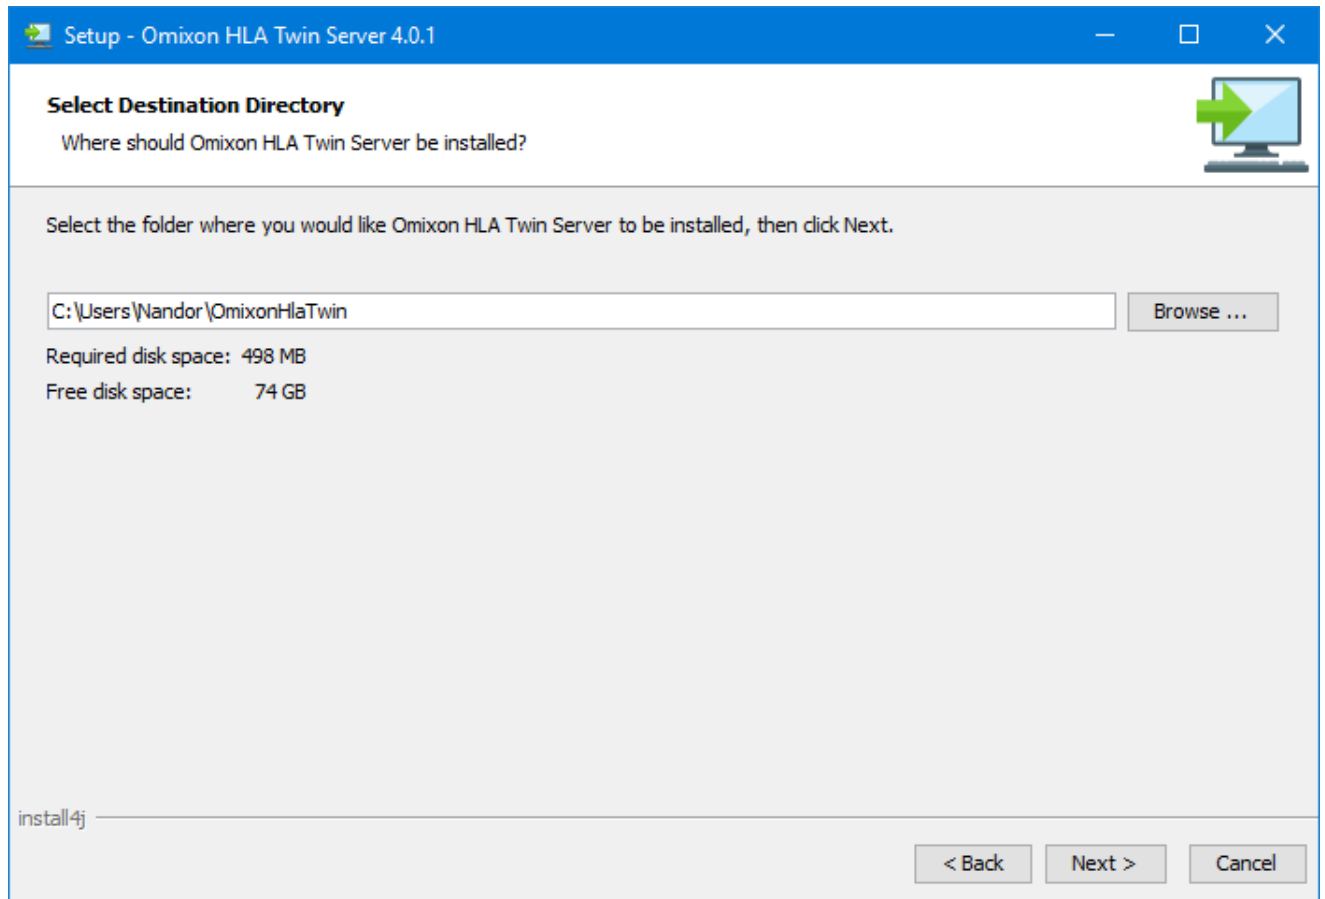 Setup - Omixon HLA Twin Server 4.0.1
Select Destination Directory
Where should Omixon HLA Twin Server be installed?
Select the folder where you would like Omixon HLA Twin Server to be installed, then click Next.
C:\Users\Nandor\OmixonHlaTwin
Browse ...
Required disk space: 498 MB
Free disk space: 74 GB
install4j
< Back Next > Cancel